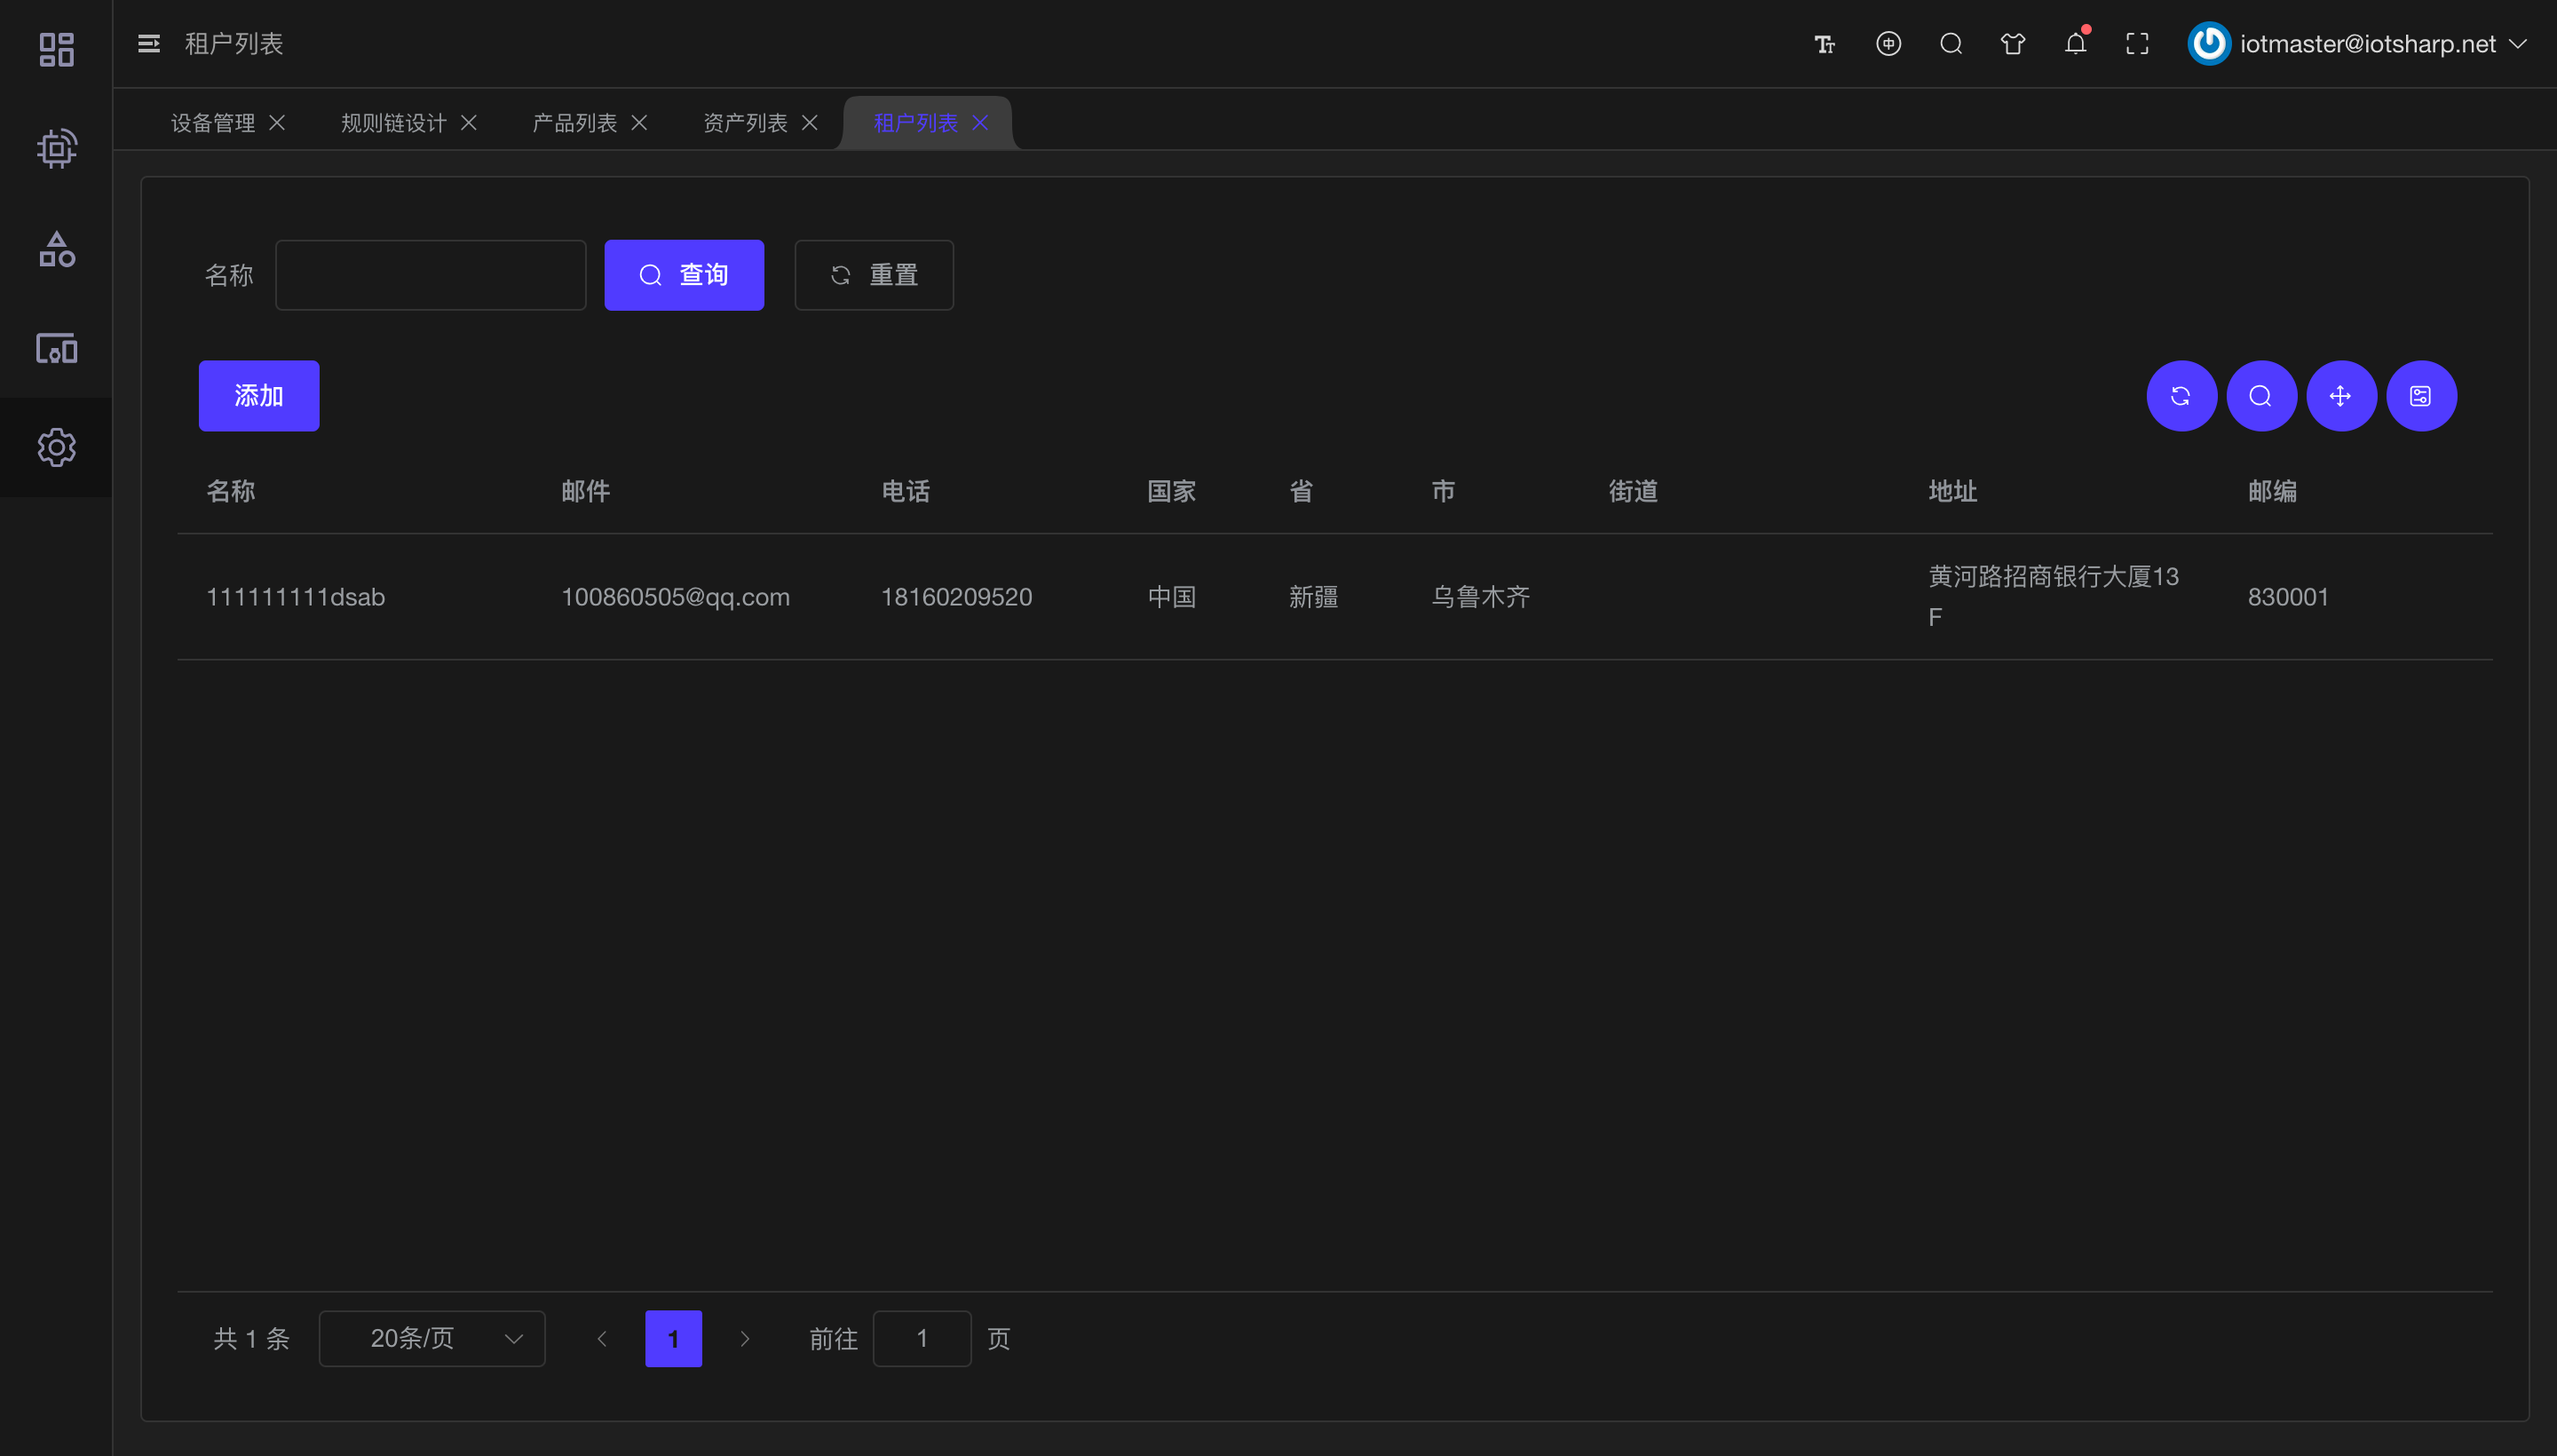 租户列表
iotmaster@iotsharp.net
设备管理 规则链设计 产品列表 资产列表 租户列表
名称 查询 重置
添加
名称 邮件 电话 国家 省 市 街道 地址 邮编
111111111dsab 100860505@qq.com 18160209520 中国 新疆 乌鲁木齐 黄河路招商银行大厦13
F 830001
共 1 条 20条/页 1 前往 1 页